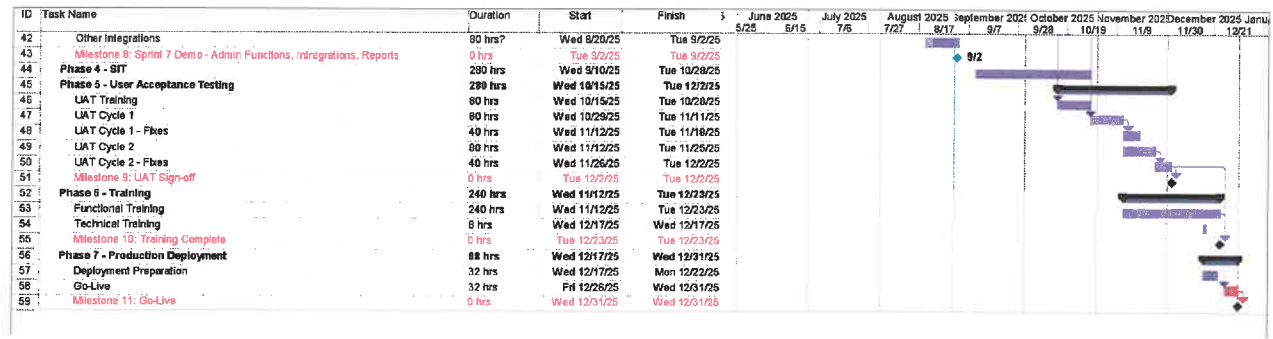 ID Task Name Duration Start Finish June 2025 July 2025 August 2025 September 2025 October 2025 November 2025 December 2025 Janu
5/25 6/15 7/6 7/27 8/17 9/7 9/28 10/19 11/9 11/30 12/21
42 Other Integrations 80 hrs? Wed 8/20/25 Tue 9/2/25
43 Milestone 8: Sprint 7 Demo - Admin Functions, Intregrations, Reports 0 hrs Tue 9/2/25 Tue 9/2/25 9/2
44 Phase 4 - SIT 280 hrs Wed 9/10/25 Tue 10/28/25
45 Phase 5 - User Acceptance Testing 280 hrs Wed 10/15/25 Tue 12/2/25
46 UAT Training 80 hrs Wed 10/15/25 Tue 10/28/25
47 UAT Cycle 1 80 hrs Wed 10/29/25 Tue 11/11/25
48 UAT Cycle 1 - Fixes 40 hrs Wed 11/12/25 Tue 11/18/25
49 UAT Cycle 2 80 hrs Wed 11/12/25 Tue 11/25/25
50 UAT Cycle 2 - Fixes 40 hrs Wed 11/26/25 Tue 12/2/25
51 Milestone 9: UAT Sign-off 0 hrs Tue 12/2/25 Tue 12/2/25
52 Phase 6 - Training 240 hrs Wed 11/12/25 Tue 12/23/25
53 Functional Training 240 hrs Wed 11/12/25 Tue 12/23/25
54 Technical Training 8 hrs Wed 12/17/25 Wed 12/17/25
55 Milestone 10: Training Complete 0 hrs Tue 12/23/25 Tue 12/23/25
56 Phase 7 - Production Deployment 88 hrs Wed 12/17/25 Wed 12/31/25
57 Deployment Preparation 32 hrs Wed 12/17/25 Mon 12/22/25
58 Go-Live 32 hrs Fri 12/26/25 Wed 12/31/25
59 Milestone 11: Go-Live 0 hrs Wed 12/31/25 Wed 12/31/25